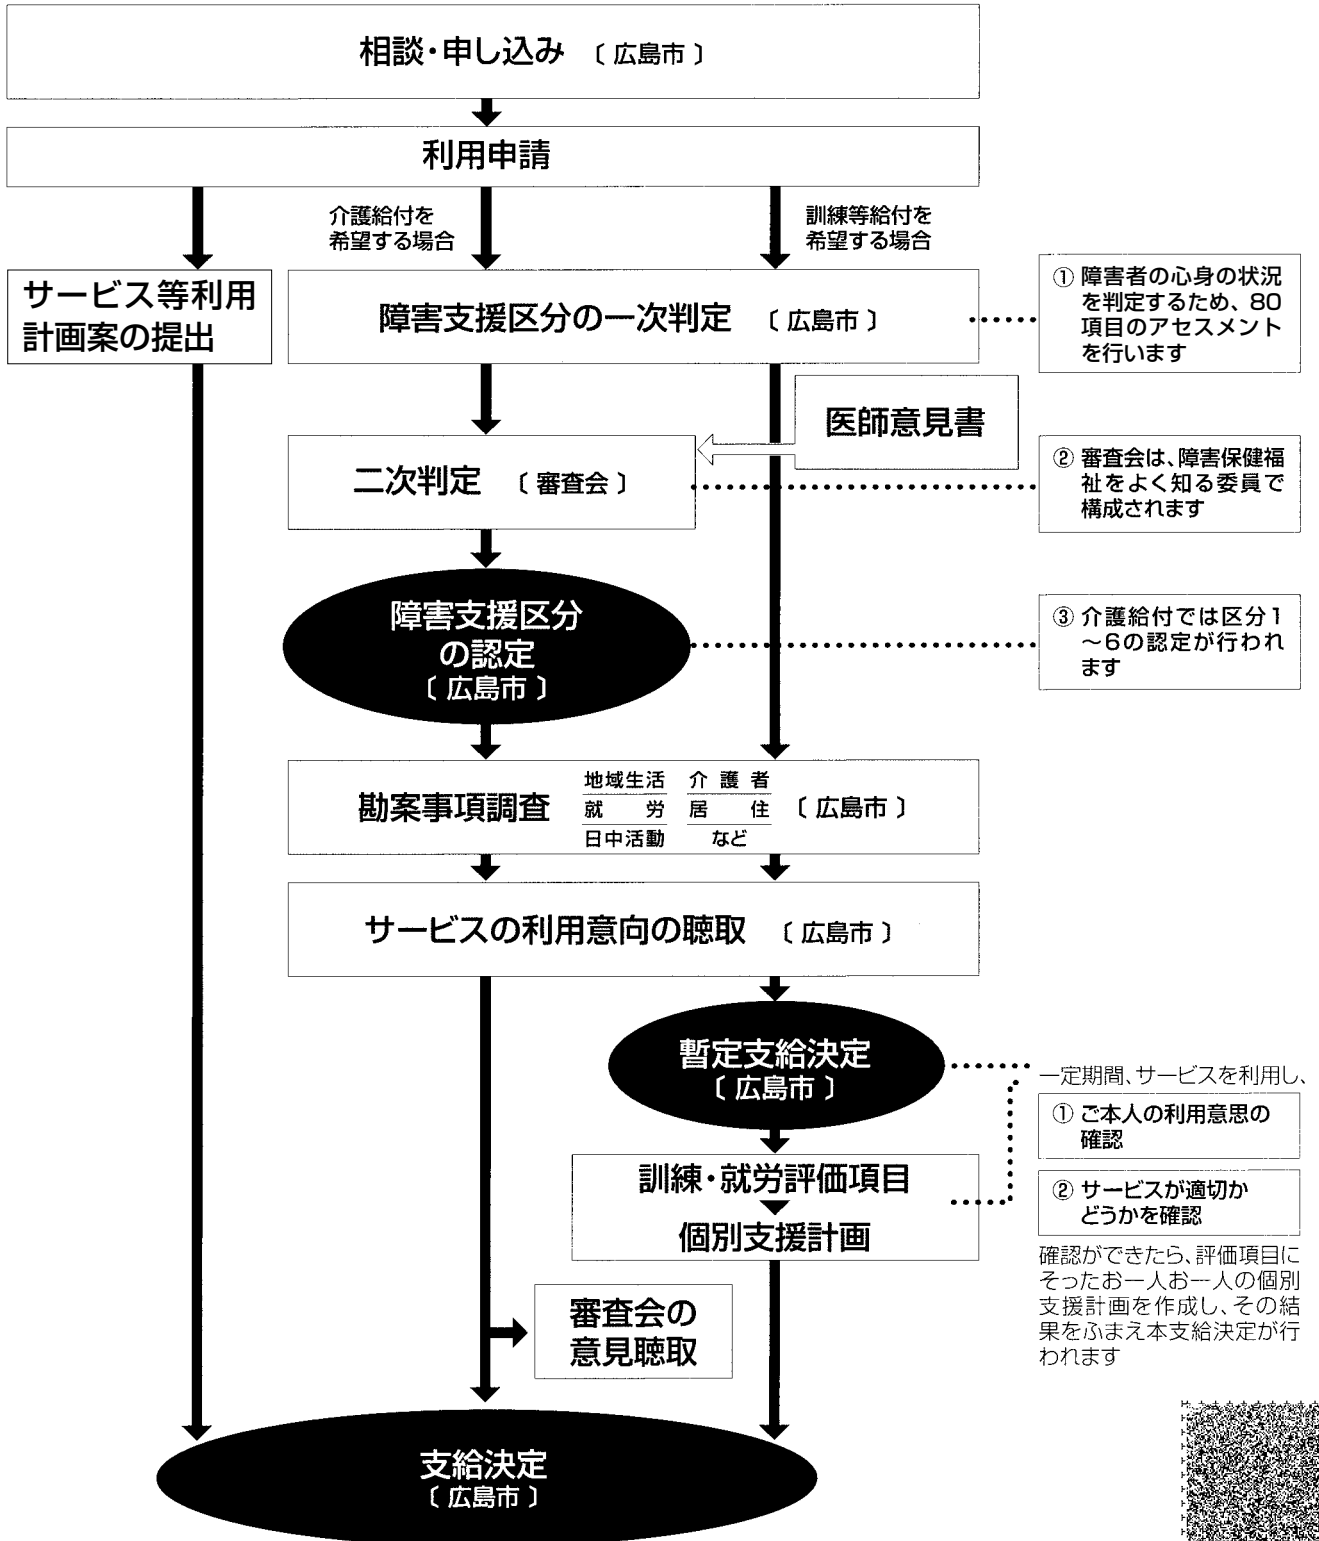 相談・申し込み 〔 広島市 〕
利用申請
介護給付を
希望する場合
訓練等給付を
希望する場合
サービス等利用
計画案の提出
障害支援区分の一次判定 〔 広島市 〕
① 障害者の心身の状況
を判定するため、80
項目のアセスメント
を行います
医師意見書
二次判定 〔 審査会 〕
② 審査会は、障害保健福
祉をよく知る委員で
構成されます
障害支援区分
の認定
〔 広島市 〕
③ 介護給付では区分1
～6の認定が行われ
ます
勘案事項調査 〔 広島市 〕
地域生活 介護者
就労 居住
日中活動 など
サービスの利用意向の聴取 〔 広島市 〕
暫定支給決定
〔 広島市 〕
一定期間、サービスを利用し、
① ご本人の利用意思の
確認
② サービスが適切か
どうかを確認
確認ができたら、評価項目に
そったお一人お一人の個別
支援計画を作成し、その結
果をふまえ本支給決定が行
われます
訓練・就労評価項目
個別支援計画
審査会の
意見聴取
支給決定
〔 広島市 〕